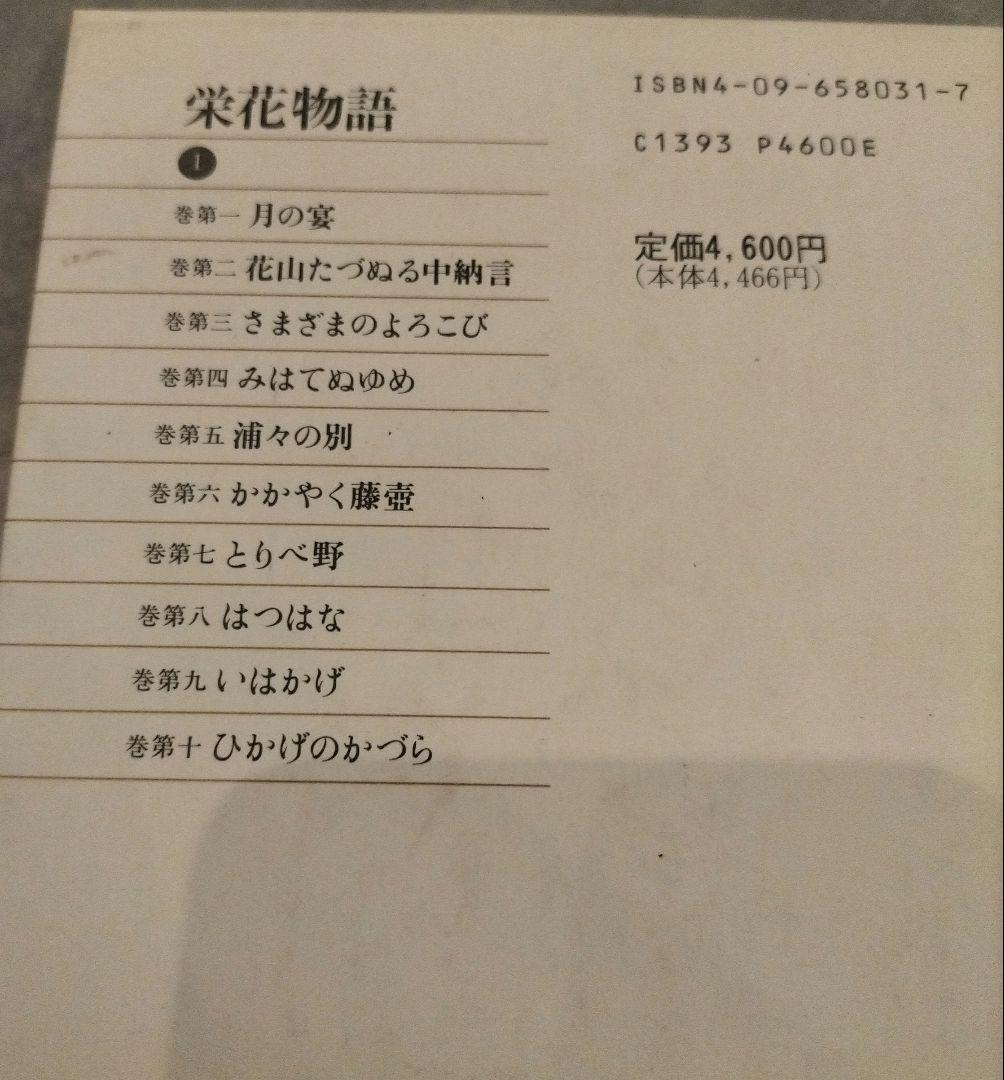 栄花物語
1
巻第一 月の宴
巻第二 花山たづぬる中納言
巻第三 さまざまのよろこび
巻第四 みはてぬゆめ
巻第五 浦々の別
巻第六 かかやく藤壺
巻第七 とりべ野
巻第八 はつはな
巻第九 いはかげ
巻第十 ひかげのかづら
ISBN4-09-658031-7
C1393 P4600E
定価4,600円
(本体4,466円)